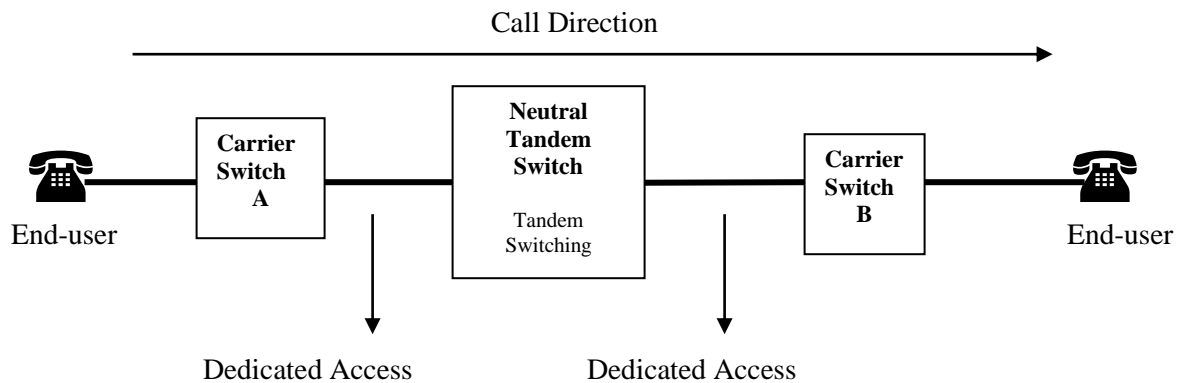 Call Direction
Neutral
Tandem
Switch
Tandem
Switching
Carrier
Switch
A
Carrier
Switch
B
End-user
End-user
Dedicated Access
Dedicated Access